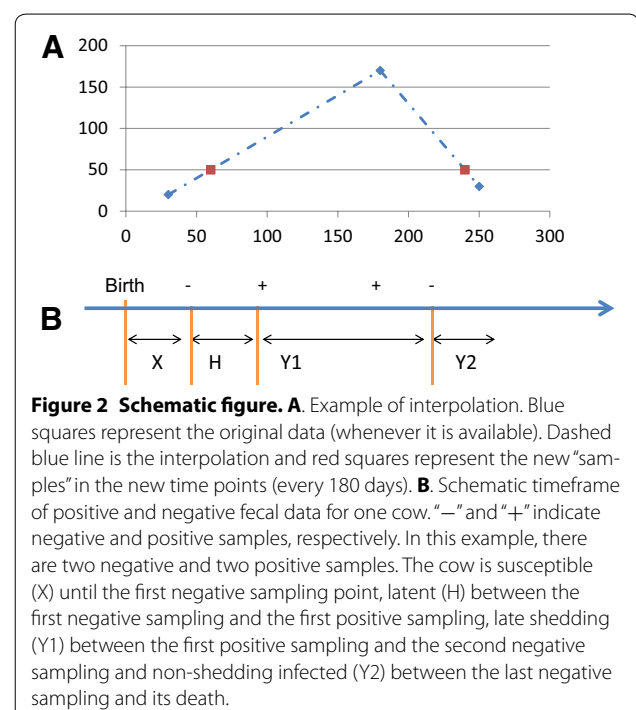 A
200
150
100
50
0
0 50 100 150 200 250 300
Birth - + + -
B
X H Y1 Y2
Figure 2 Schematic figure. A. Example of interpolation. Blue
squares represent the original data (whenever it is available). Dashed
blue line is the interpolation and red squares represent the new “sam-
ples” in the new time points (every 180 days). B. Schematic timeframe
of positive and negative fecal data for one cow. “−” and “+” indicate
negative and positive samples, respectively. In this example, there
are two negative and two positive samples. The cow is susceptible
(X) until the first negative sampling point, latent (H) between the
first negative sampling and the first positive sampling, late shedding
(Y1) between the first positive sampling and the second negative
sampling and non-shedding infected (Y2) between the last negative
sampling and its death.